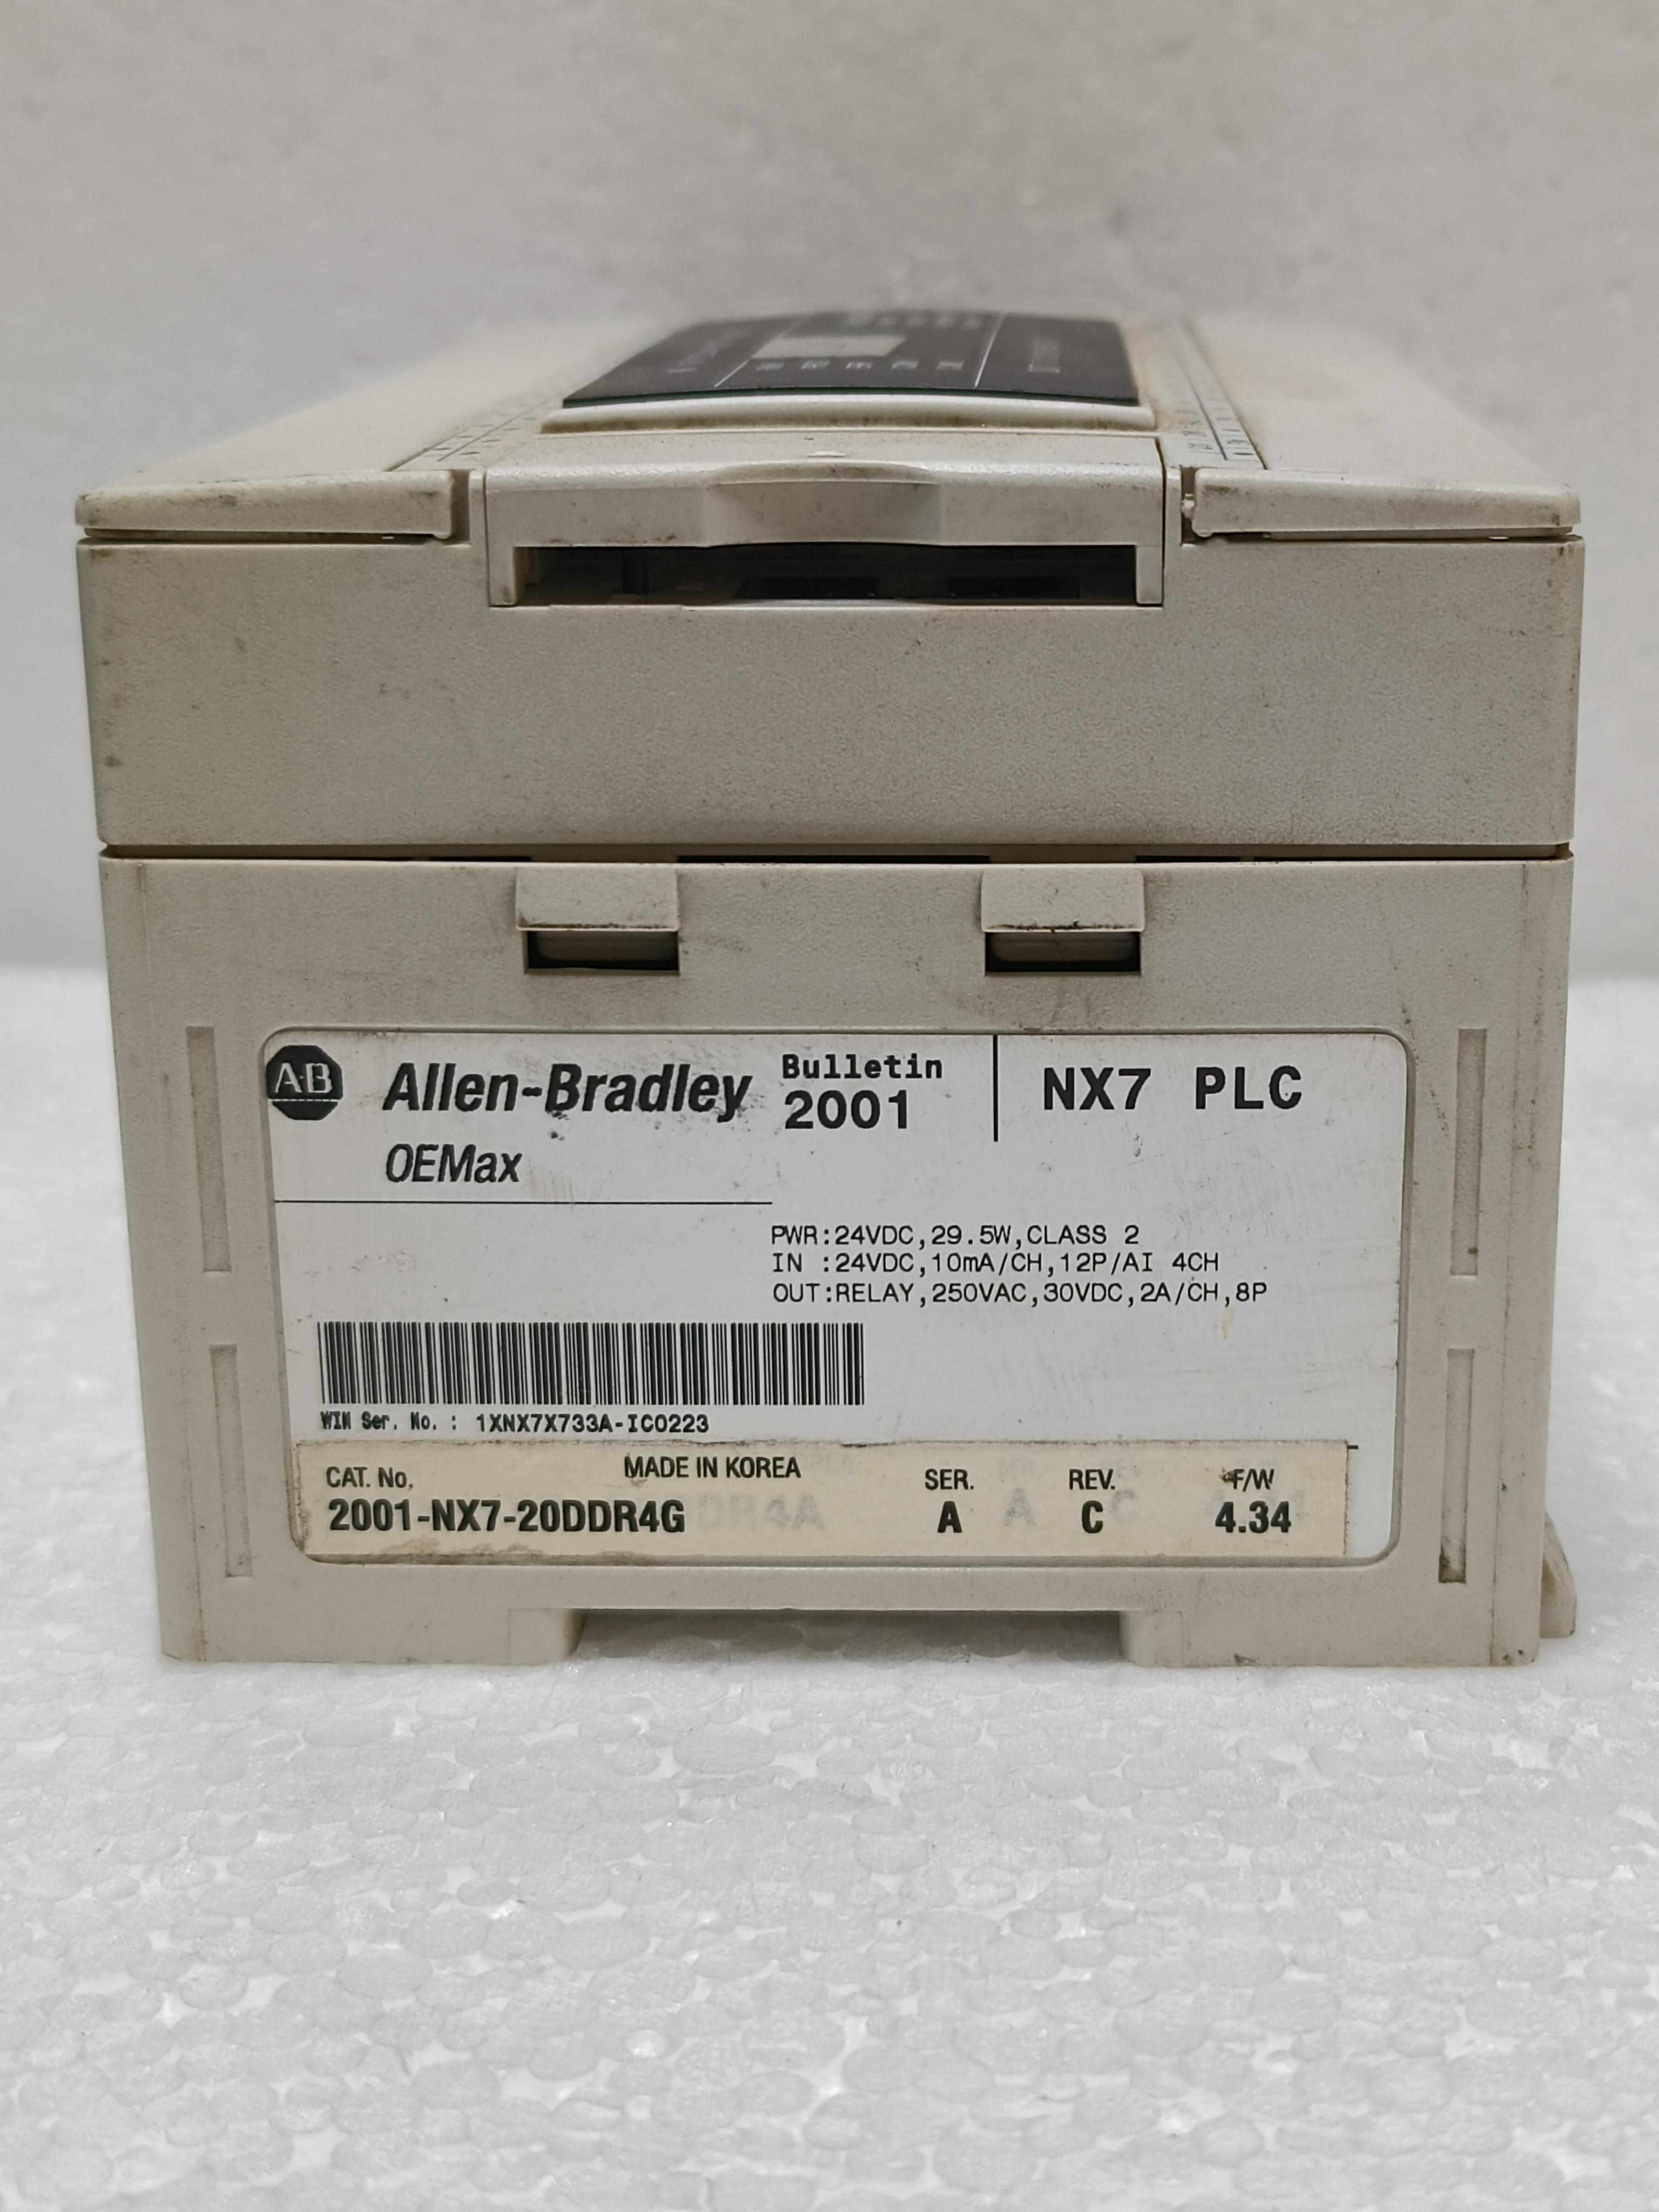 A·B Allen-Bradley Bulletin 2001 NX7 PLC
OEMax
PWR:24VDC,29.5W,CLASS 2
IN :24VDC,10mA/CH,12P/AI 4CH
OUT:RELAY,250VAC,30VDC,2A/CH,8P
WIN Ser. No. : 1XNX7X733A-IC0223
CAT. No. MADE IN KOREA SER. REV. F/W
2001-NX7-20DDR4G A C 4.34